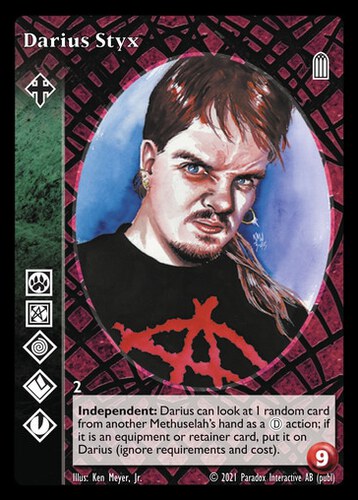 Darius Styx
2
Independent: Darius can look at 1 random card
from another Methuselah's hand as a Ⓓ action; if
it is an equipment or retainer card, put it on
Darius (ignore requirements and cost).
9
Illus: Ken Meyer, Jr. © 2021 Paradox Interactive AB (publ)